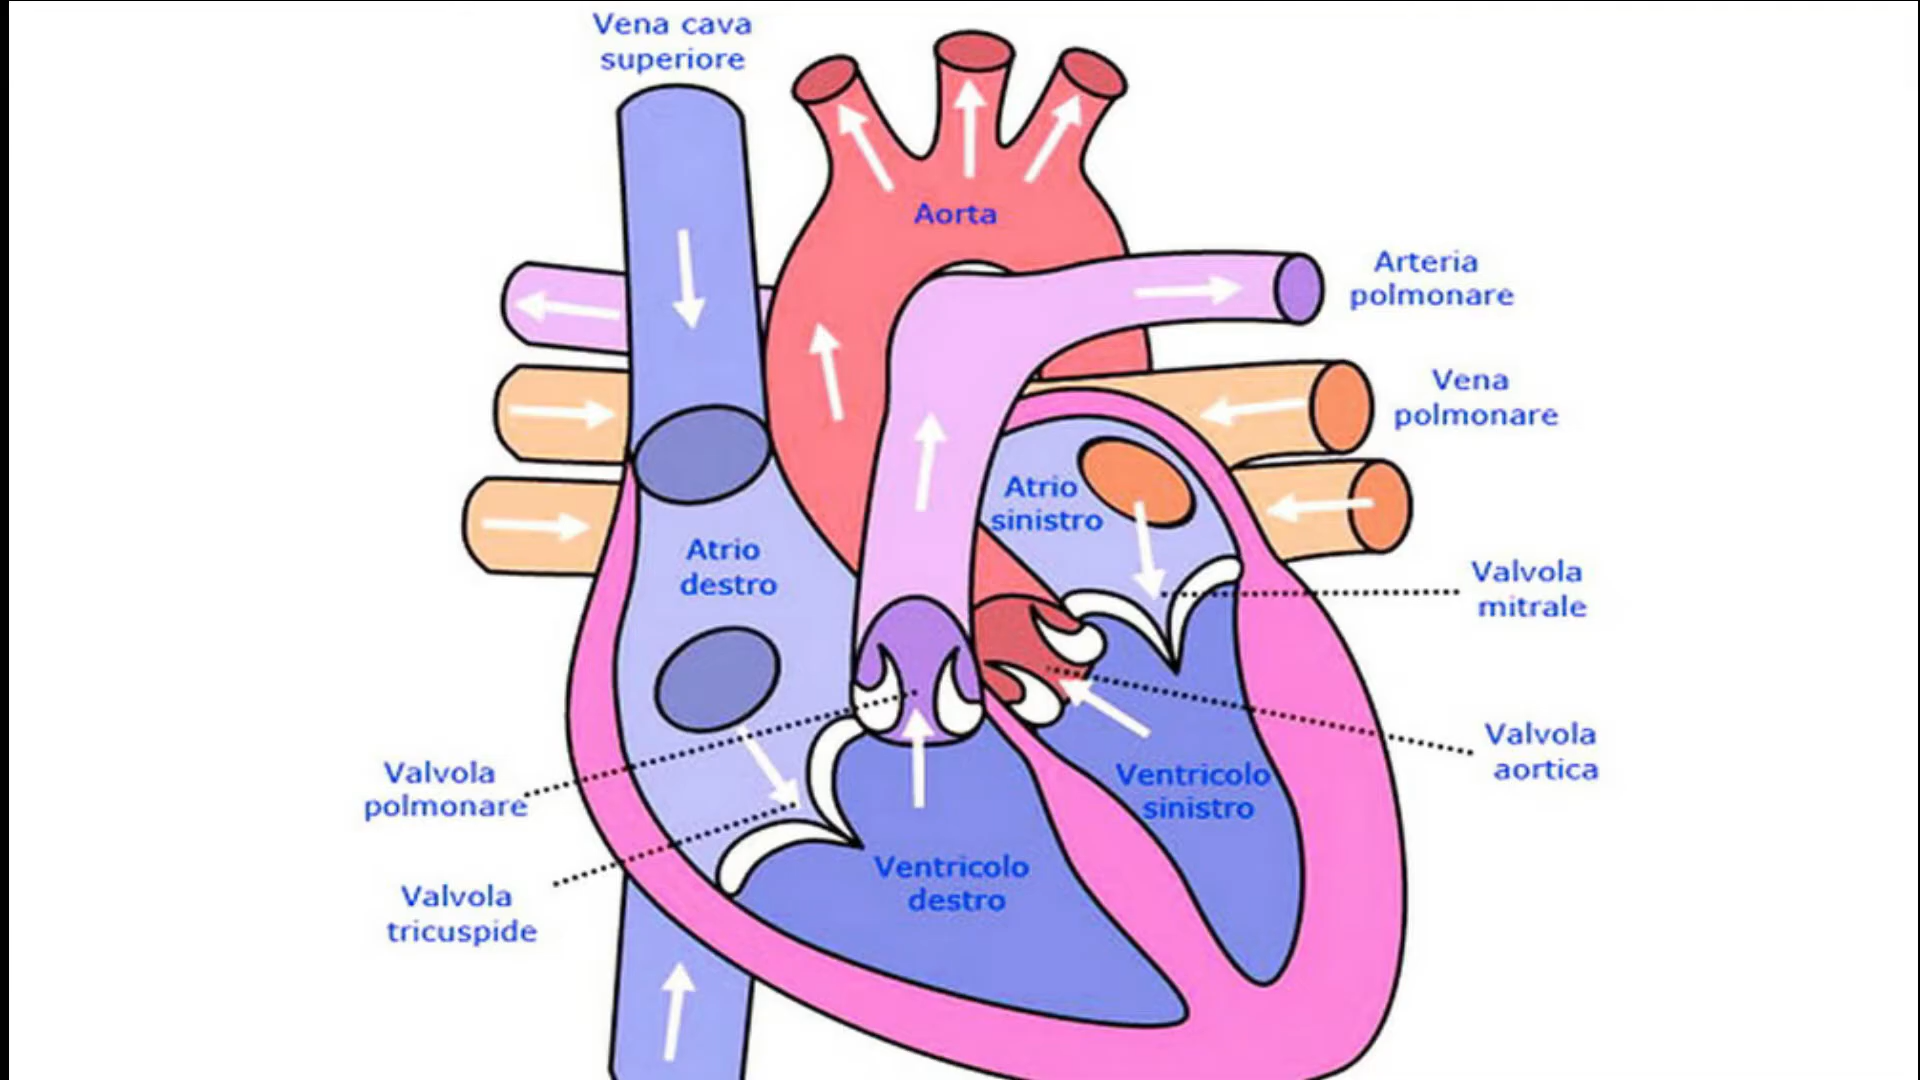 Vena cava
superiore
Aorta
Arteria
polmonare
Vena
polmonare
Atrio
sinistro
Atrio
destro
Valvola
mitrale
Valvola
aortica
Valvola
polmonare
Ventricolo
sinistro
Ventricolo
destro
Valvola
tricuspide